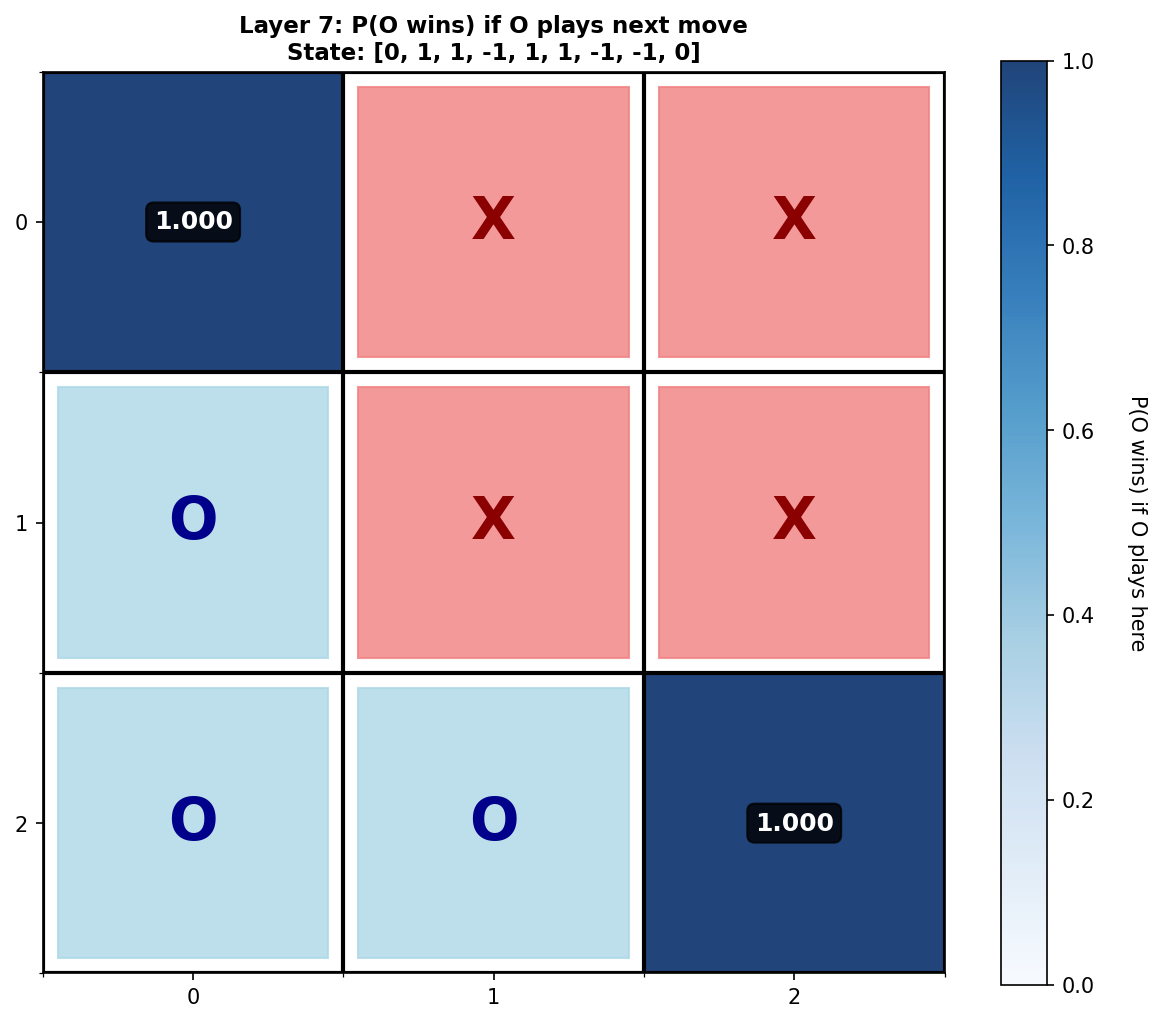 Layer 7: P(O wins) if O plays next move
State: [0, 1, 1, -1, 1, 1, -1, -1, 0]
0
1.000
X
X
1
O
X
X
2
O
O
1.000
0
1
2
1.0
0.8
0.6
0.4
0.2
0.0
P(O wins) if O plays here